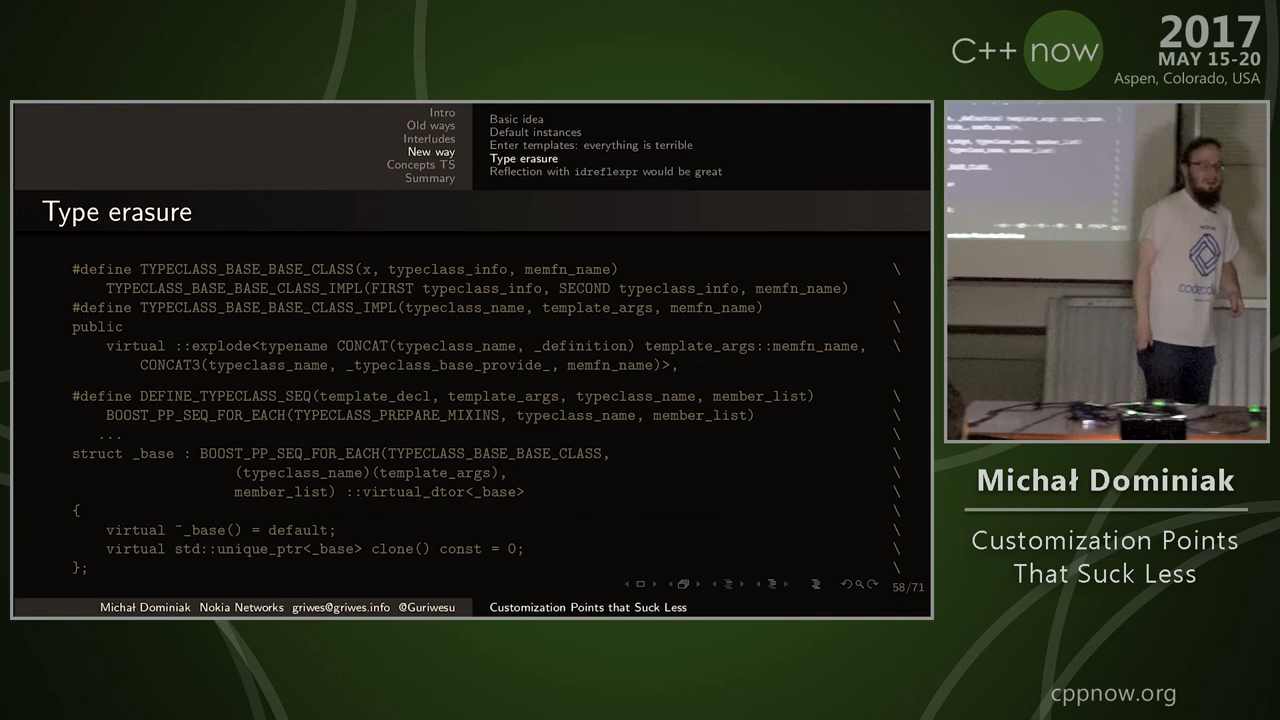 C++ now
2017
MAY 15-20
Aspen, Colorado, USA
Intro
Old ways
Interludes
New way
Concepts TS
Summary
Basic idea
Default instances
Enter templates: everything is terrible
Type erasure
Reflection with idreflexpr would be great
Type erasure
#define TYPECLASS_BASE_BASE_CLASS(x, typeclass_info, memfn_name) \
TYPECLASS_BASE_BASE_CLASS_IMPL(FIRST typeclass_info, SECOND typeclass_info, memfn_name)
#define TYPECLASS_BASE_BASE_CLASS_IMPL(typeclass_name, template_args, memfn_name) \
public \
virtual ::explode<typename CONCAT(typeclass_name, _definition) template_args::memfn_name, \
CONCAT3(typeclass_name, _typeclass_base_provide_, memfn_name)>,
#define DEFINE_TYPECLASS_SEQ(template_decl, template_args, typeclass_name, member_list) \
BOOST_PP_SEQ_FOR_EACH(TYPECLASS_PREPARE_MIXINS, typeclass_name, member_list) \
... \
struct _base : BOOST_PP_SEQ_FOR_EACH(TYPECLASS_BASE_BASE_CLASS, \
(typeclass_name)(template_args), \
member_list) ::virtual_dtor<_base> \
{ \
virtual ~_base() = default; \
virtual std::unique_ptr<_base> clone() const = 0; \
}; \
58/71
Michał Dominiak Nokia Networks griwes@griwes.info @Guriwesu
Customization Points that Suck Less
Michał Dominiak
Customization Points
That Suck Less
cppnow.org